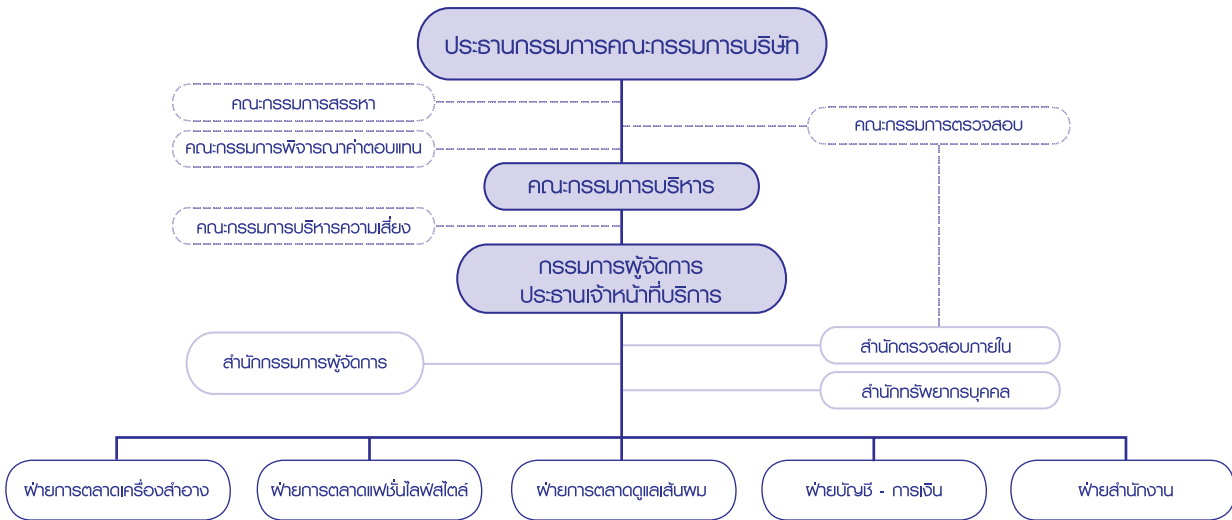 ประธานกรรมการคณะกรรมการบริษัท
คณะกรรมการสรรหา
คณะกรรมการตรวจสอบ
คณะกรรมการพิจารณาค่าตอบแทน
คณะกรรมการบริหาร
คณะกรรมการบริหารความเสี่ยง
กรรมการผู้จัดการ
ประธานเจ้าหน้าที่บริการ
สำนักกรรมการผู้จัดการ
สำนักตรวจสอบภายใน
สำนักทรัพยากรบุคคล
ฝ่ายการตลาดเครื่องสำอาง
ฝ่ายการตลาดแฟชั่นไลฟ์สไตล์
ฝ่ายการตลาดดูแลเส้นผม
ฝ่ายบัญชี - การเงิน
ฝ่ายสำนักงาน